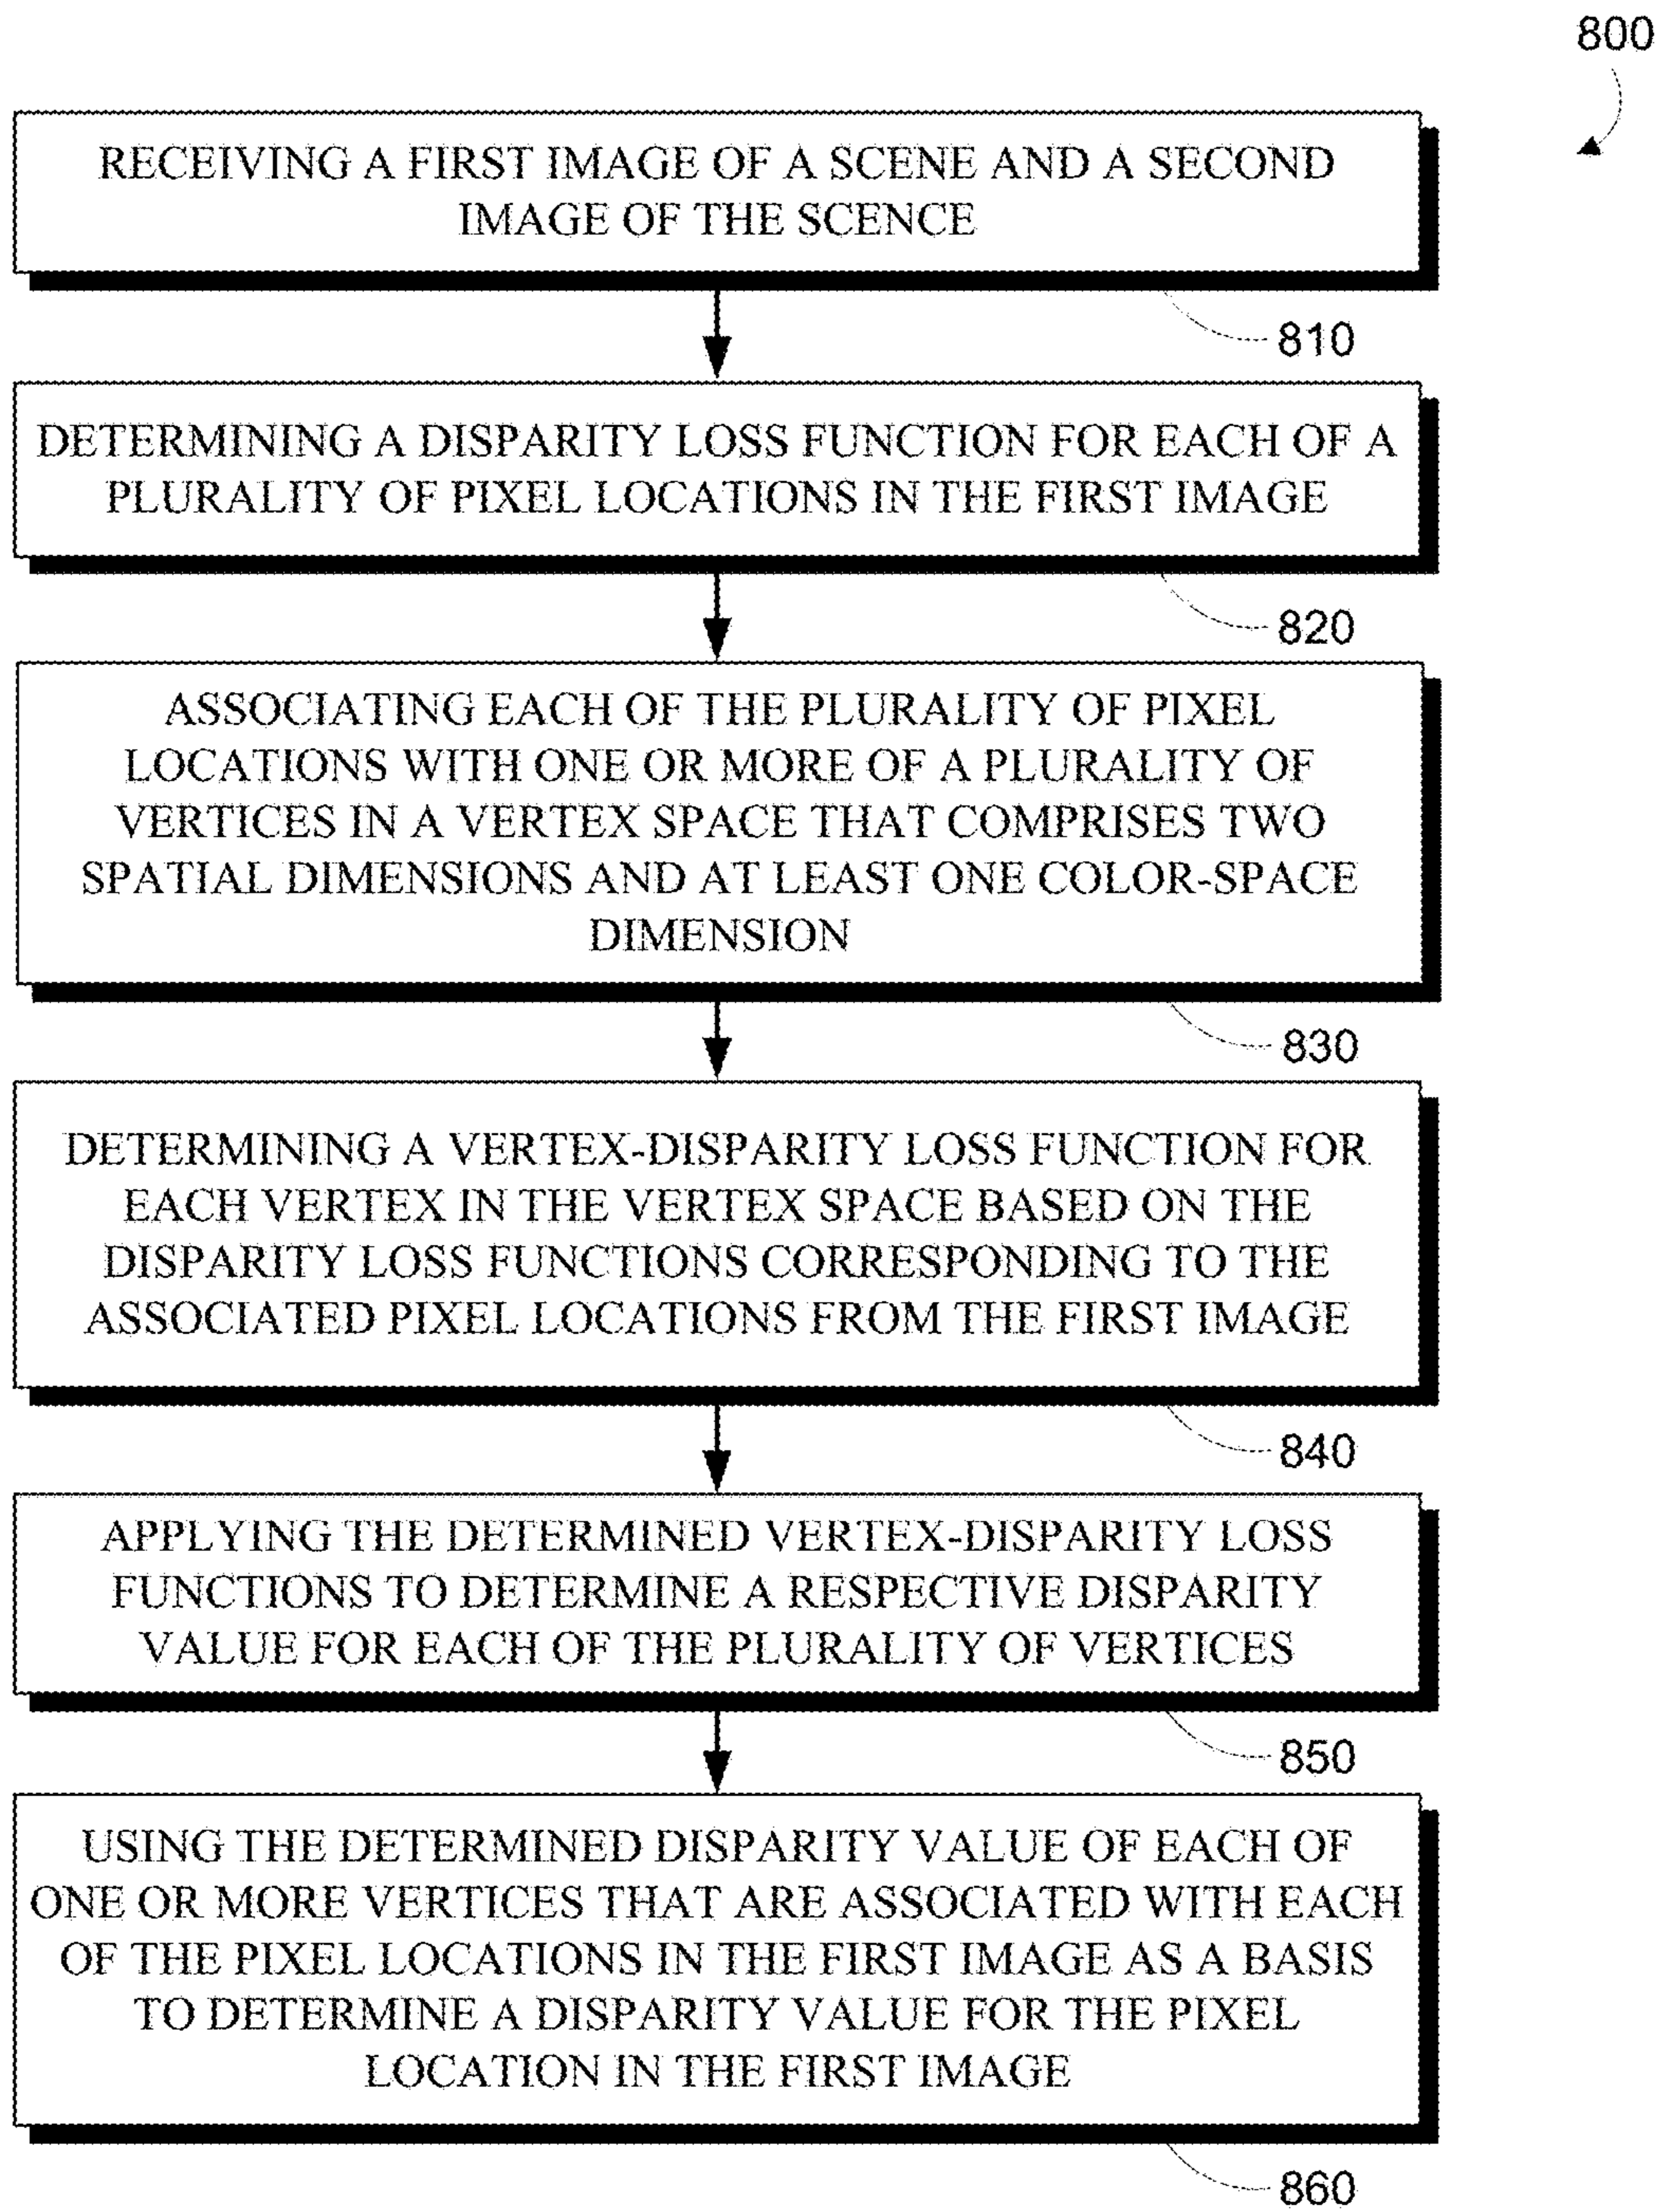 800
RECEIVING A FIRST IMAGE OF A SCENE AND A SECOND
IMAGE OF THE SCENCE
810
DETERMINING A DISPARITY LOSS FUNCTION FOR EACH OF A
PLURALITY OF PIXEL LOCATIONS IN THE FIRST IMAGE
820
ASSOCIATING EACH OF THE PLURALITY OF PIXEL
LOCATIONS WITH ONE OR MORE OF A PLURALITY OF
VERTICES IN A VERTEX SPACE THAT COMPRISES TWO
SPATIAL DIMENSIONS AND AT LEAST ONE COLOR-SPACE
DIMENSION
830
DETERMINING A VERTEX-DISPARITY LOSS FUNCTION FOR
EACH VERTEX IN THE VERTEX SPACE BASED ON THE
DISPARITY LOSS FUNCTIONS CORRESPONDING TO THE
ASSOCIATED PIXEL LOCATIONS FROM THE FIRST IMAGE
840
APPLYING THE DETERMINED VERTEX-DISPARITY LOSS
FUNCTIONS TO DETERMINE A RESPECTIVE DISPARITY
VALUE FOR EACH OF THE PLURALITY OF VERTICES
850
USING THE DETERMINED DISPARITY VALUE OF EACH OF
ONE OR MORE VERTICES THAT ARE ASSOCIATED WITH EACH
OF THE PIXEL LOCATIONS IN THE FIRST IMAGE AS A BASIS
TO DETERMINE A DISPARITY VALUE FOR THE PIXEL
LOCATION IN THE FIRST IMAGE
860